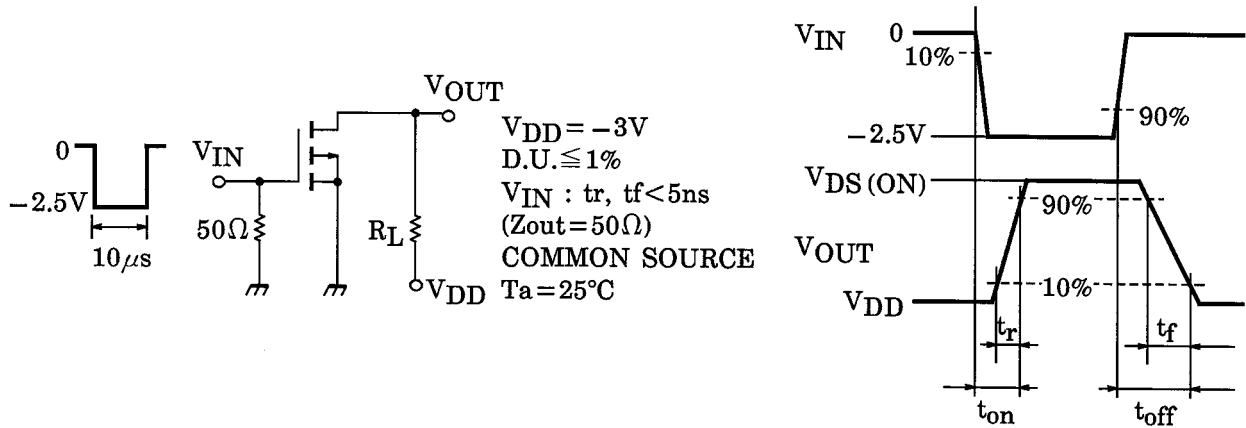 0
-2.5V
10μs
VIN
50Ω
VOUT
RL
VDD
VDD = -3V
D.U. ≦ 1%
VIN : tr, tf < 5ns
(Zout = 50Ω)
COMMON SOURCE
Ta = 25°C
VIN
0
10%
90%
-2.5V
VDS (ON)
90%
VOUT
10%
VDD
tr
tf
ton
toff